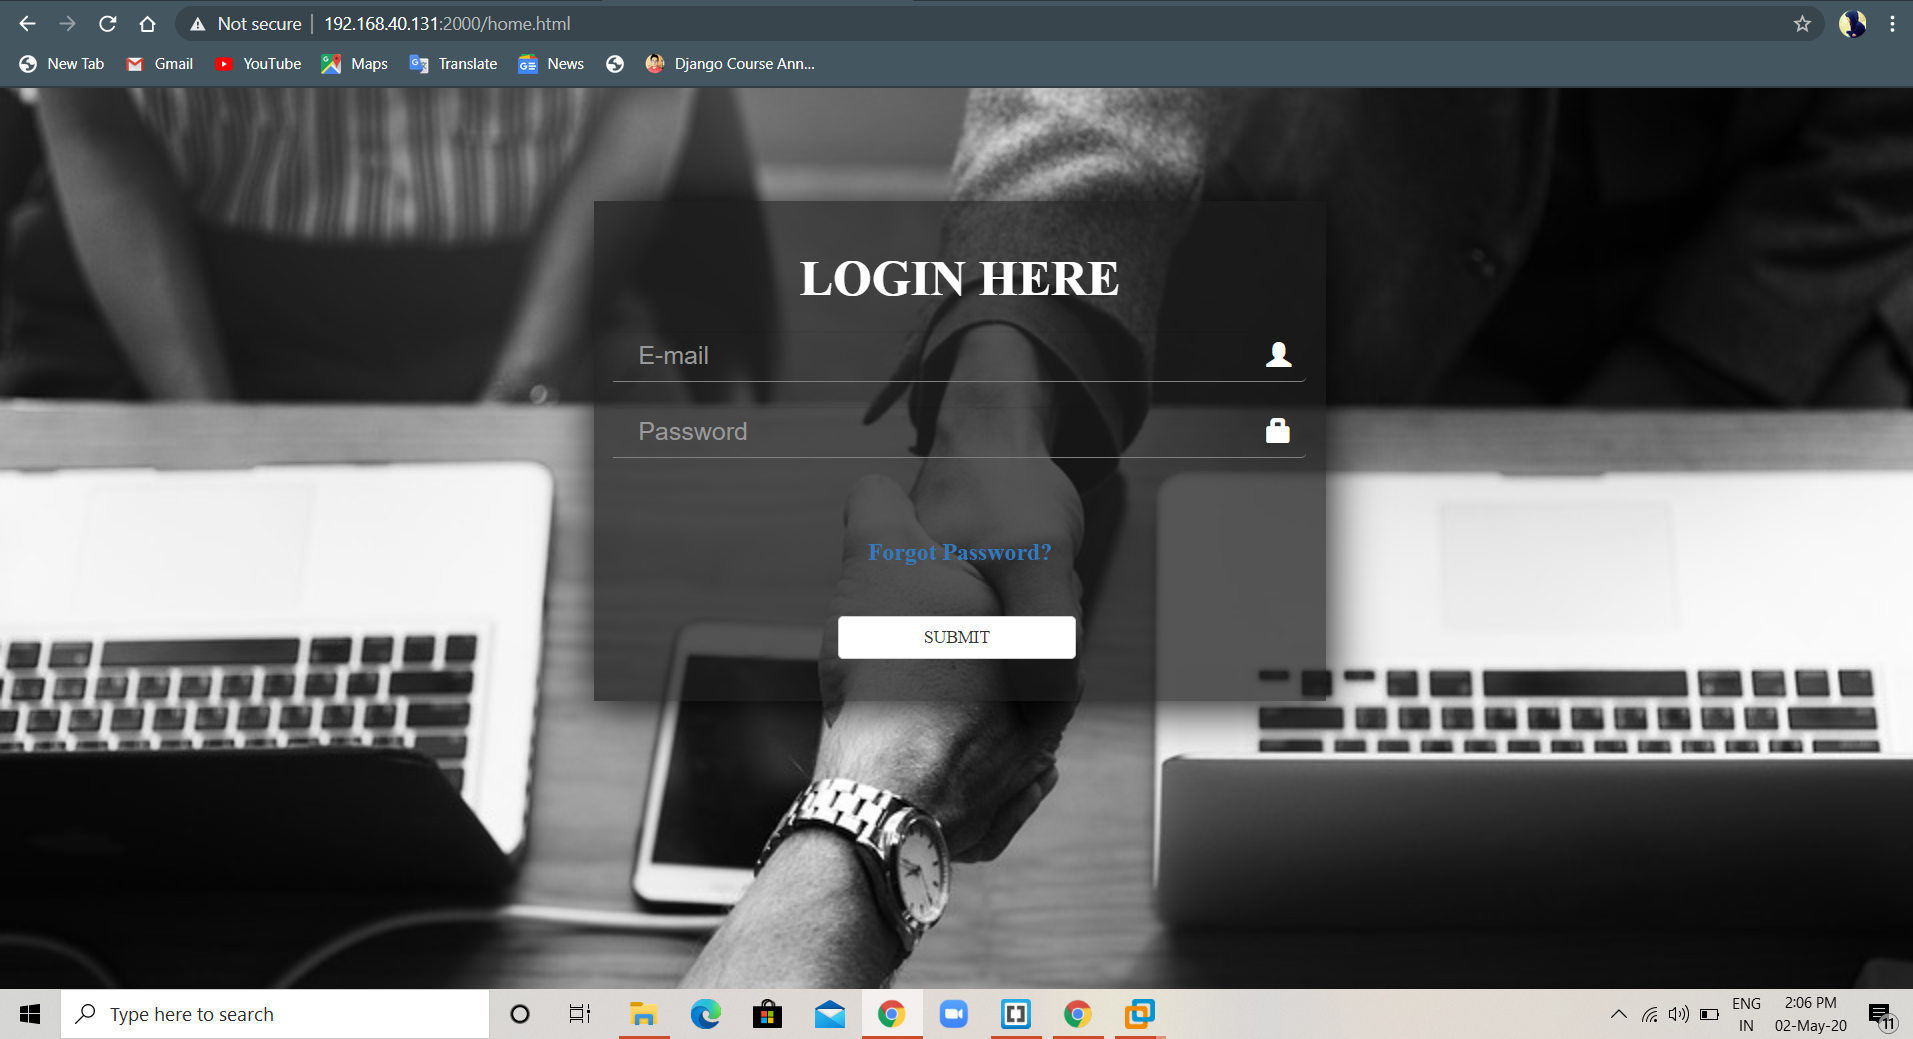 Not secure | 192.168.40.131:2000/home.html
New Tab Gmail YouTube Maps Translate News Django Course Ann...
LOGIN HERE
E-mail
Password
Forgot Password?
SUBMIT
Type here to search
ENG
IN
2:06 PM
02-May-20
11